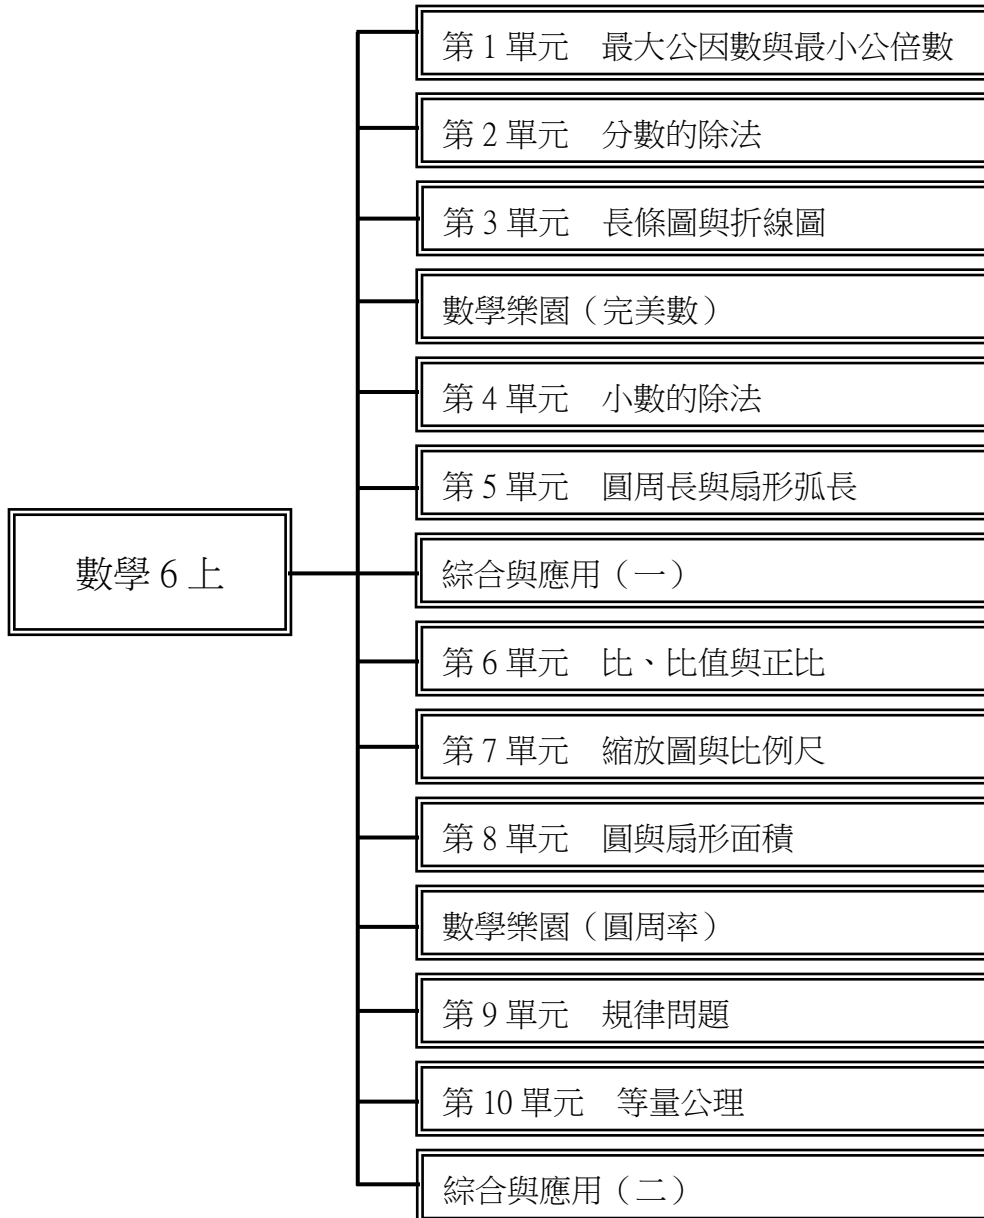 第 1 單元　最大公因數與最小公倍數
第 2 單元　分數的除法
第 3 單元　長條圖與折線圖
數學樂園（完美數）
第 4 單元　小數的除法
第 5 單元　圓周長與扇形弧長
數學 6 上
綜合與應用（一）
第 6 單元　比、比值與正比
第 7 單元　縮放圖與比例尺
第 8 單元　圓與扇形面積
數學樂園（圓周率）
第 9 單元　規律問題
第 10 單元　等量公理
綜合與應用（二）